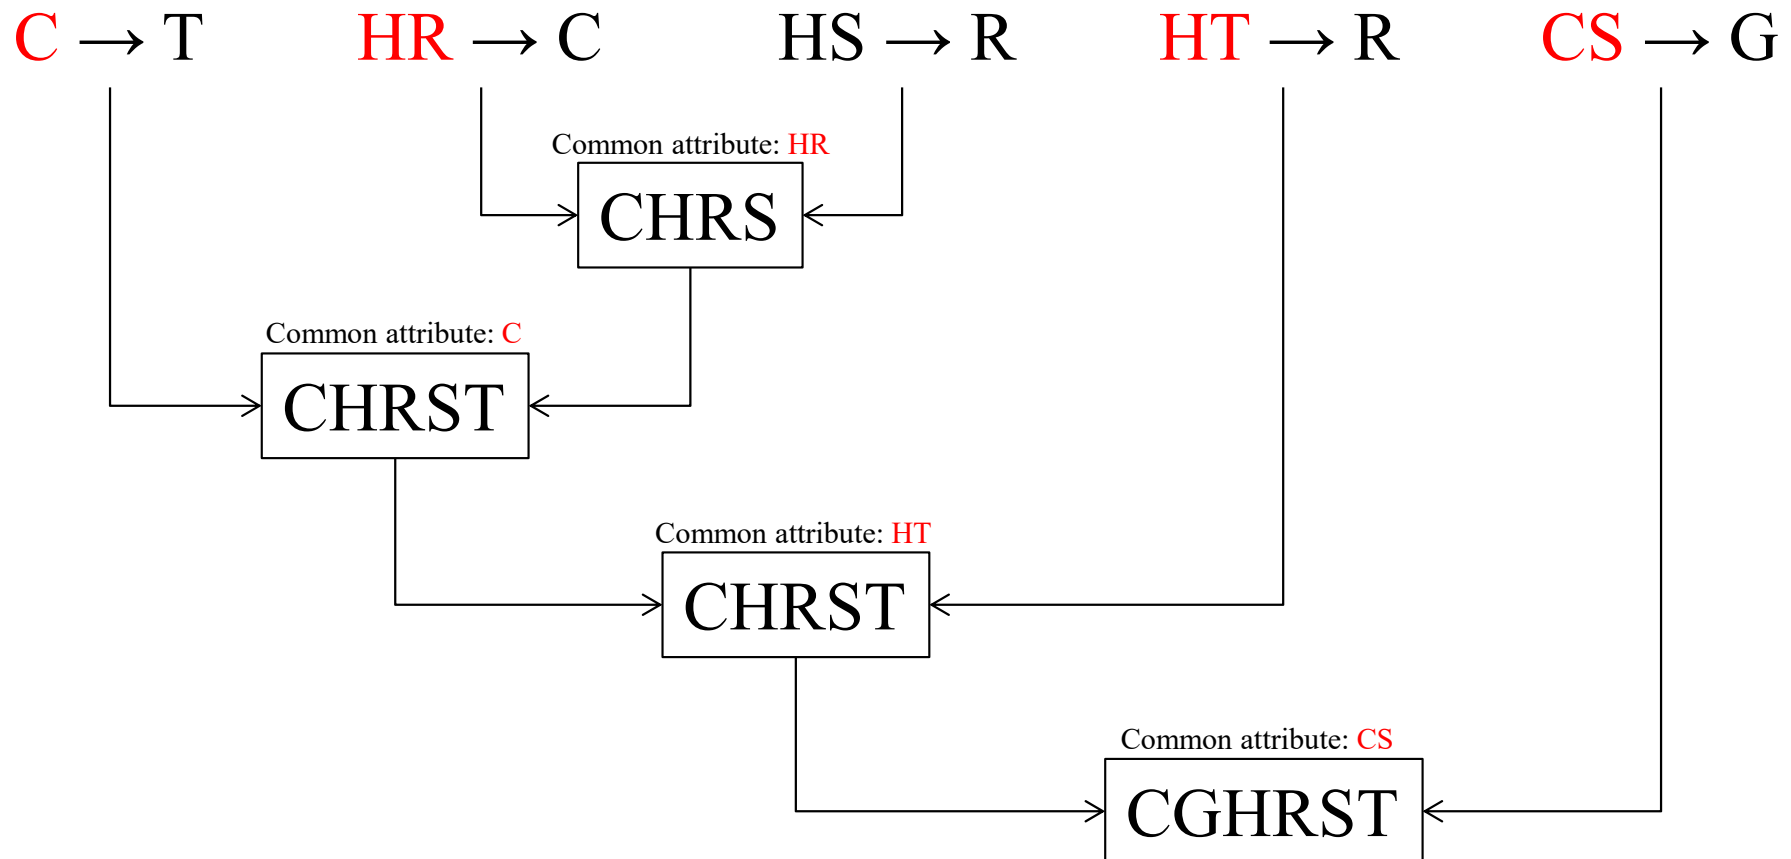 C → T HR → C HS → R HT → R CS → G
Common attribute: HR
CHRS
Common attribute: C
CHRST
Common attribute: HT
CHRST
Common attribute: CS
CGHRST